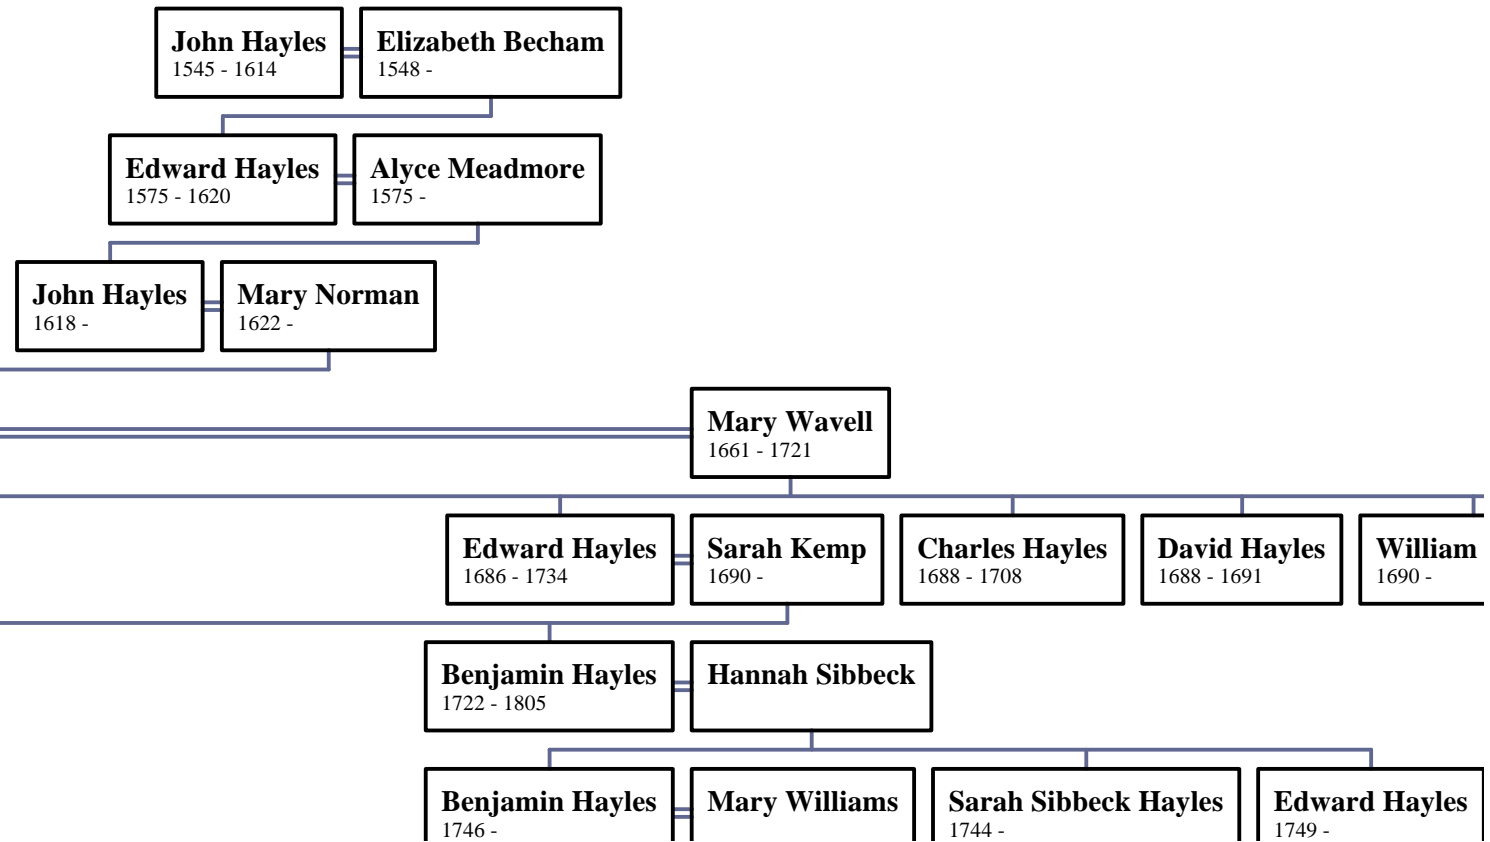 John Hayles
1545 - 1614
Elizabeth Becham
1548 -
Edward Hayles
1575 - 1620
Alyce Meadmore
1575 -
John Hayles
1618 -
Mary Norman
1622 -
Mary Wavell
1661 - 1721
Edward Hayles
1686 - 1734
Sarah Kemp
1690 -
Charles Hayles
1688 - 1708
David Hayles
1688 - 1691
William
1690 -
Benjamin Hayles
1722 - 1805
Hannah Sibbeck
Benjamin Hayles
1746 -
Mary Williams
Sarah Sibbeck Hayles
1744 -
Edward Hayles
1749 -